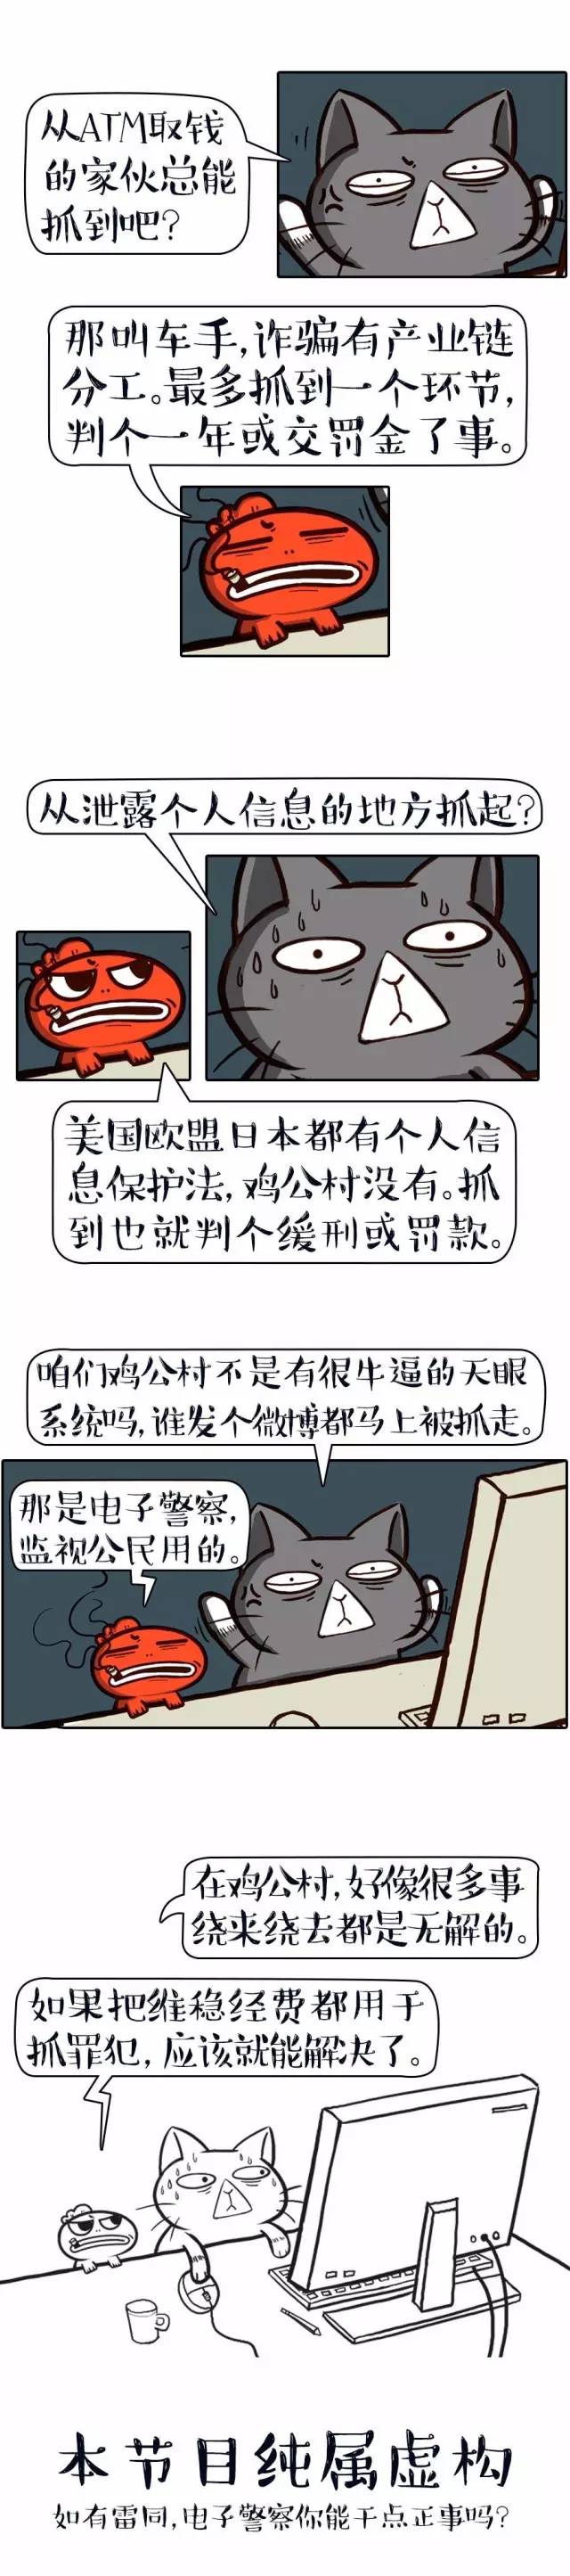 从ATM取钱
的家伙总能
抓到吧?
那叫车手,诈骗有产业链
分工。最多抓到一个环节,
判个一年或交罚金了事。
从泄露个人信息的地方抓起?
美国欧盟日本都有个人信
息保护法,鸡公村没有。抓
到也就判个缓刑或罚款。
咱们鸡公村不是有很牛逼的天眼
系统吗,谁发个微博都马上被抓走。
那是电子警察,
监视公民用的。
在鸡公村,好像很多事
绕来绕去都是无解的。
如果把维稳经费都用于
抓罪犯,应该就能解决了。
本节目纯属虚构
如有雷同,电子警察你能干点正事吗?